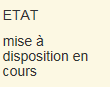 ETAT
mise à
disposition en
cours